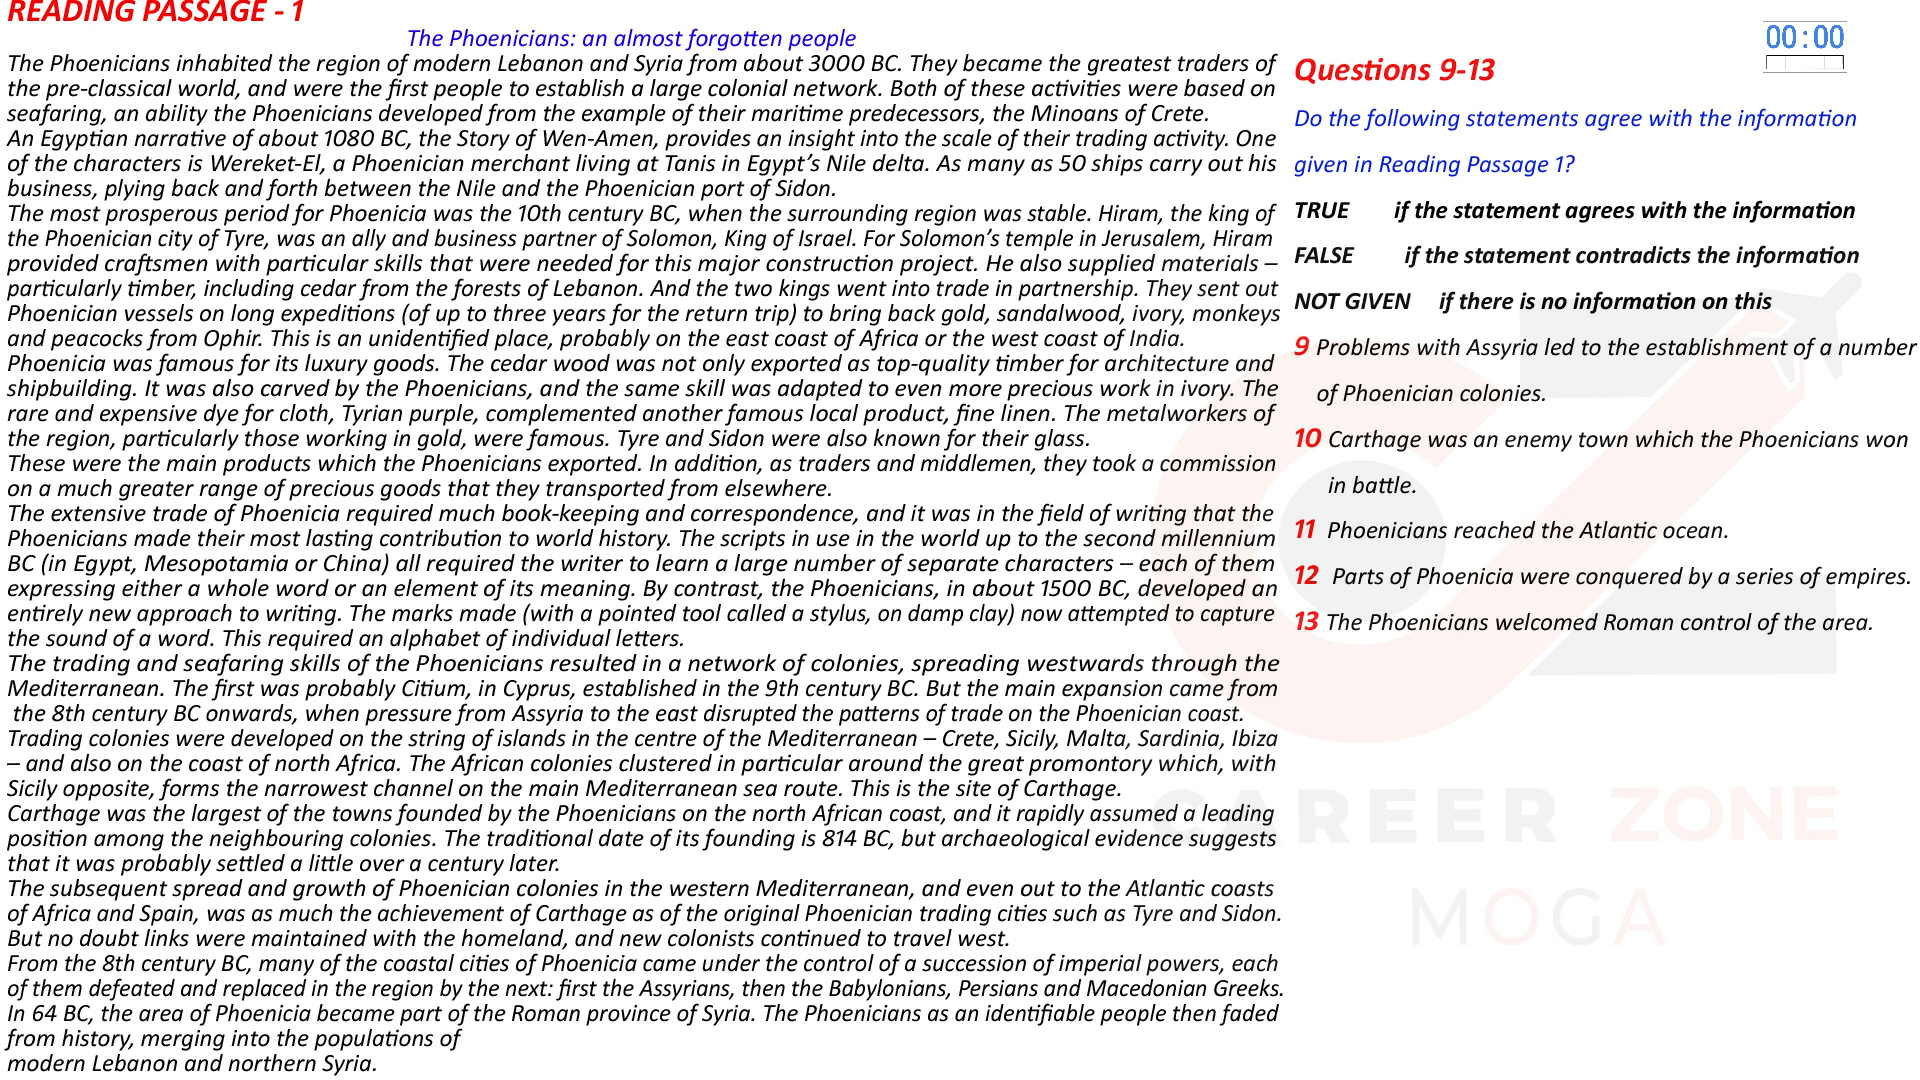 READING PASSAGE - 1
The Phoenicians: an almost forgotten people
The Phoenicians inhabited the region of modern Lebanon and Syria from about 3000 BC. They became the greatest traders of
the pre-classical world, and were the first people to establish a large colonial network. Both of these activities were based on
seafaring, an ability the Phoenicians developed from the example of their maritime predecessors, the Minoans of Crete.
An Egyptian narrative of about 1080 BC, the Story of Wen-Amen, provides an insight into the scale of their trading activity. One
of the characters is Wereket-El, a Phoenician merchant living at Tanis in Egypt's Nile delta. As many as 50 ships carry out his
business, plying back and forth between the Nile and the Phoenician port of Sidon.
The most prosperous period for Phoenicia was the 10th century BC, when the surrounding region was stable. Hiram, the king of
the Phoenician city of Tyre, was an ally and business partner of Solomon, King of Israel. For Solomon's temple in Jerusalem, Hiram
provided craftsmen with particular skills that were needed for this major construction project. He also supplied materials –
particularly timber, including cedar from the forests of Lebanon. And the two kings went into trade in partnership. They sent out
Phoenician vessels on long expeditions (of up to three years for the return trip) to bring back gold, sandalwood, ivory, monkeys
and peacocks from Ophir. This is an unidentified place, probably on the east coast of Africa or the west coast of India.
Phoenicia was famous for its luxury goods. The cedar wood was not only exported as top-quality timber for architecture and
shipbuilding. It was also carved by the Phoenicians, and the same skill was adapted to even more precious work in ivory. The
rare and expensive dye for cloth, Tyrian purple, complemented another famous local product, fine linen. The metalworkers of
the region, particularly those working in gold, were famous. Tyre and Sidon were also known for their glass.
These were the main products which the Phoenicians exported. In addition, as traders and middlemen, they took a commission
on a much greater range of precious goods that they transported from elsewhere.
The extensive trade of Phoenicia required much book-keeping and correspondence, and it was in the field of writing that the
Phoenicians made their most lasting contribution to world history. The scripts in use in the world up to the second millennium
BC (in Egypt, Mesopotamia or China) all required the writer to learn a large number of separate characters – each of them
expressing either a whole word or an element of its meaning. By contrast, the Phoenicians, in about 1500 BC, developed an
entirely new approach to writing. The marks made (with a pointed tool called a stylus, on damp clay) now attempted to capture
the sound of a word. This required an alphabet of individual letters.
The trading and seafaring skills of the Phoenicians resulted in a network of colonies, spreading westwards through the
Mediterranean. The first was probably Citium, in Cyprus, established in the 9th century BC. But the main expansion came from
the 8th century BC onwards, when pressure from Assyria to the east disrupted the patterns of trade on the Phoenician coast.
Trading colonies were developed on the string of islands in the centre of the Mediterranean – Crete, Sicily, Malta, Sardinia, Ibiza
– and also on the coast of north Africa. The African colonies clustered in particular around the great promontory which, with
Sicily opposite, forms the narrowest channel on the main Mediterranean sea route. This is the site of Carthage.
Carthage was the largest of the towns founded by the Phoenicians on the north African coast, and it rapidly assumed a leading
position among the neighbouring colonies. The traditional date of its founding is 814 BC, but archaeological evidence suggests
that it was probably settled a little over a century later.
The subsequent spread and growth of Phoenician colonies in the western Mediterranean, and even out to the Atlantic coasts
of Africa and Spain, was as much the achievement of Carthage as of the original Phoenician trading cities such as Tyre and Sidon.
But no doubt links were maintained with the homeland, and new colonists continued to travel west.
From the 8th century BC, many of the coastal cities of Phoenicia came under the control of a succession of imperial powers, each
of them defeated and replaced in the region by the next: first the Assyrians, then the Babylonians, Persians and Macedonian Greeks.
In 64 BC, the area of Phoenicia became part of the Roman province of Syria. The Phoenicians as an identifiable people then faded
from history, merging into the populations of
modern Lebanon and northern Syria.
00:00
Questions 9-13
Do the following statements agree with the information
given in Reading Passage 1?
TRUE if the statement agrees with the information
FALSE if the statement contradicts the information
NOT GIVEN if there is no information on this
9 Problems with Assyria led to the establishment of a number
of Phoenician colonies.
10 Carthage was an enemy town which the Phoenicians won
in battle.
11 Phoenicians reached the Atlantic ocean.
12 Parts of Phoenicia were conquered by a series of empires.
13 The Phoenicians welcomed Roman control of the area.
CAREER ZONE
MOGA